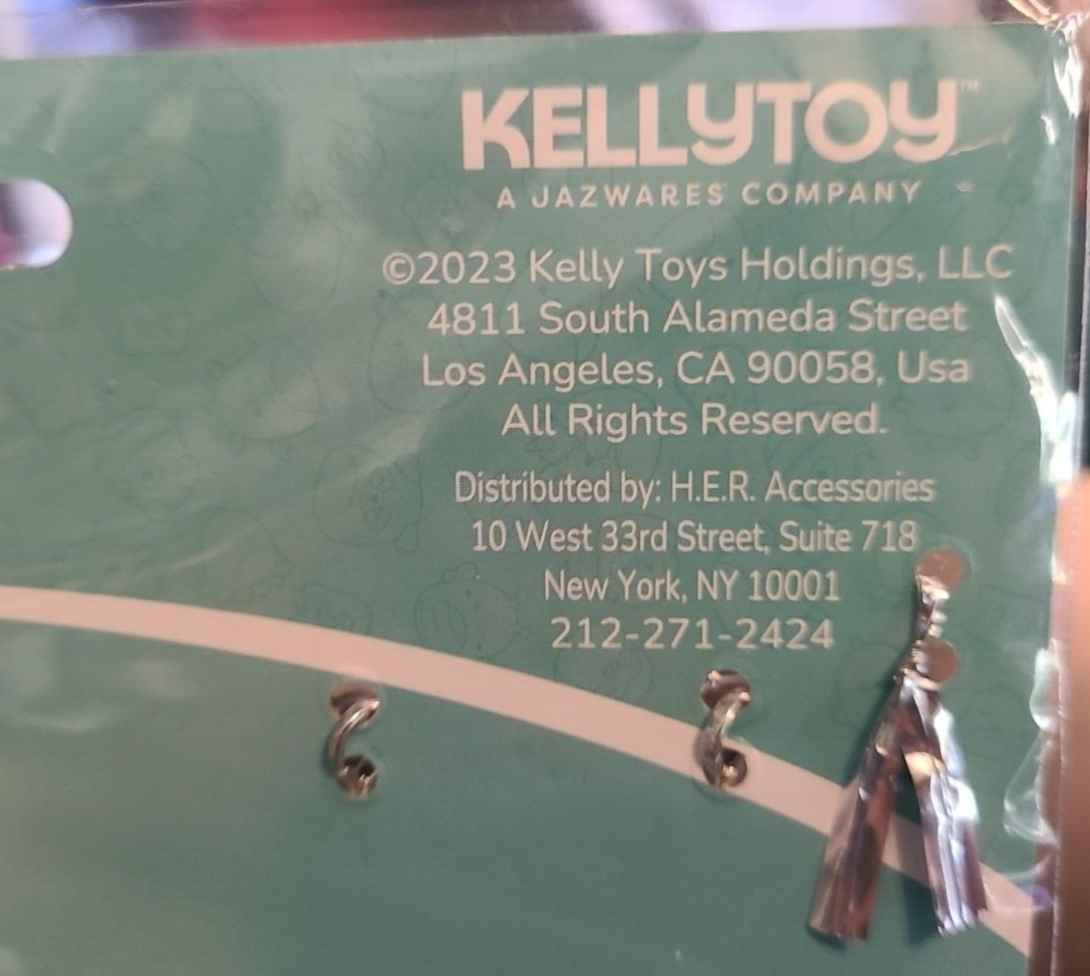 KELLYTOY™
A JAZWARES COMPANY
©2023 Kelly Toys Holdings, LLC
4811 South Alameda Street
Los Angeles, CA 90058, Usa
All Rights Reserved.
Distributed by: H.E.R. Accessories
10 West 33rd Street, Suite 718
New York, NY 10001
212-271-2424